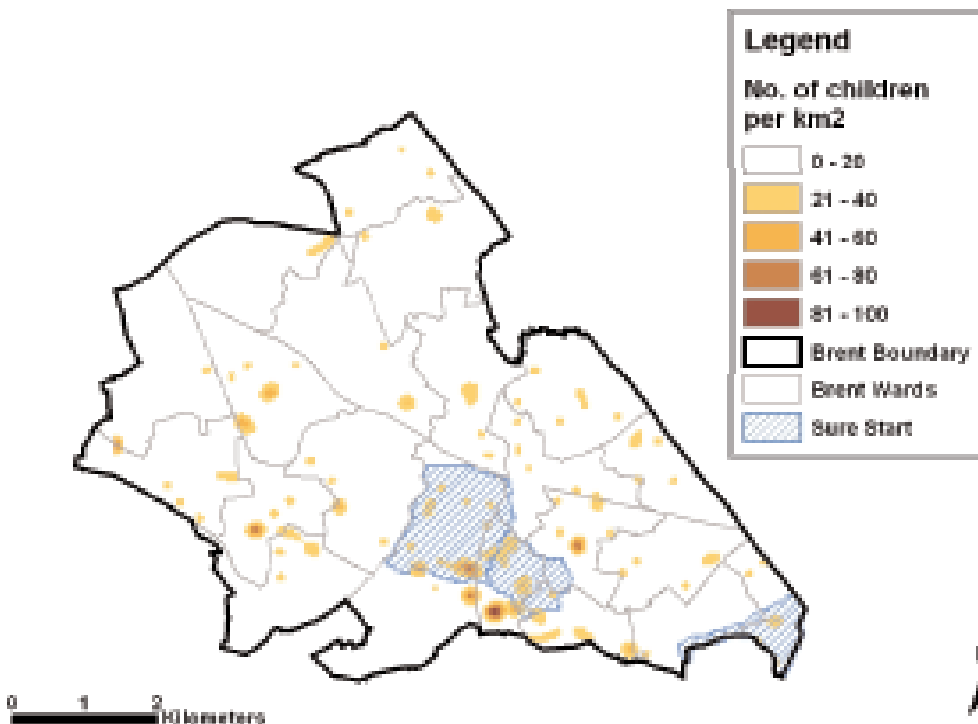 Legend
No. of children
per km2
0 - 20
21 - 40
41 - 60
61 - 80
81 - 100
Brent Boundary
Brent Wards
Sure Start
0 1 2
Kilometers